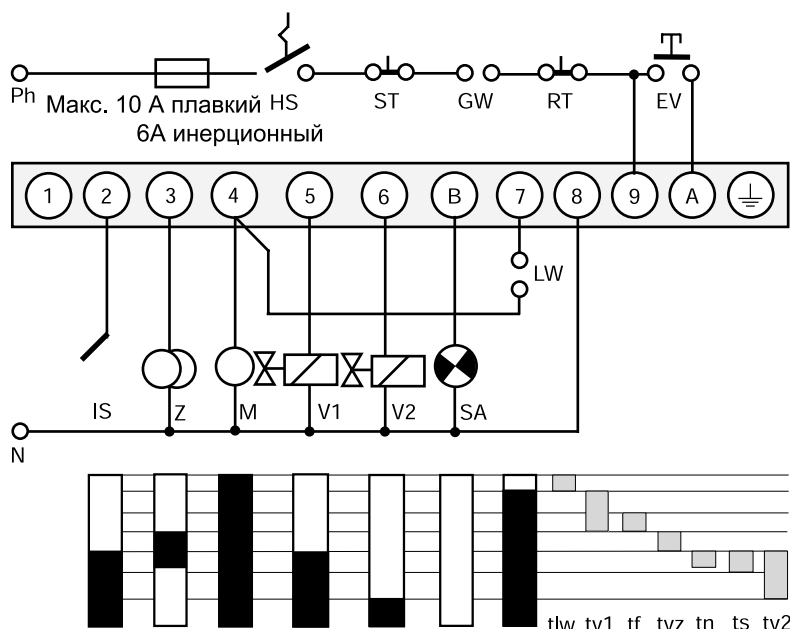 Ph
Макс. 10 А плавкий HS ST GW RT EV
6А инерционный
1 2 3 4 5 6 B 7 8 9 A
LW
IS Z M V1 V2 SA
N
tlw tv1 tf tvz tn ts tv2